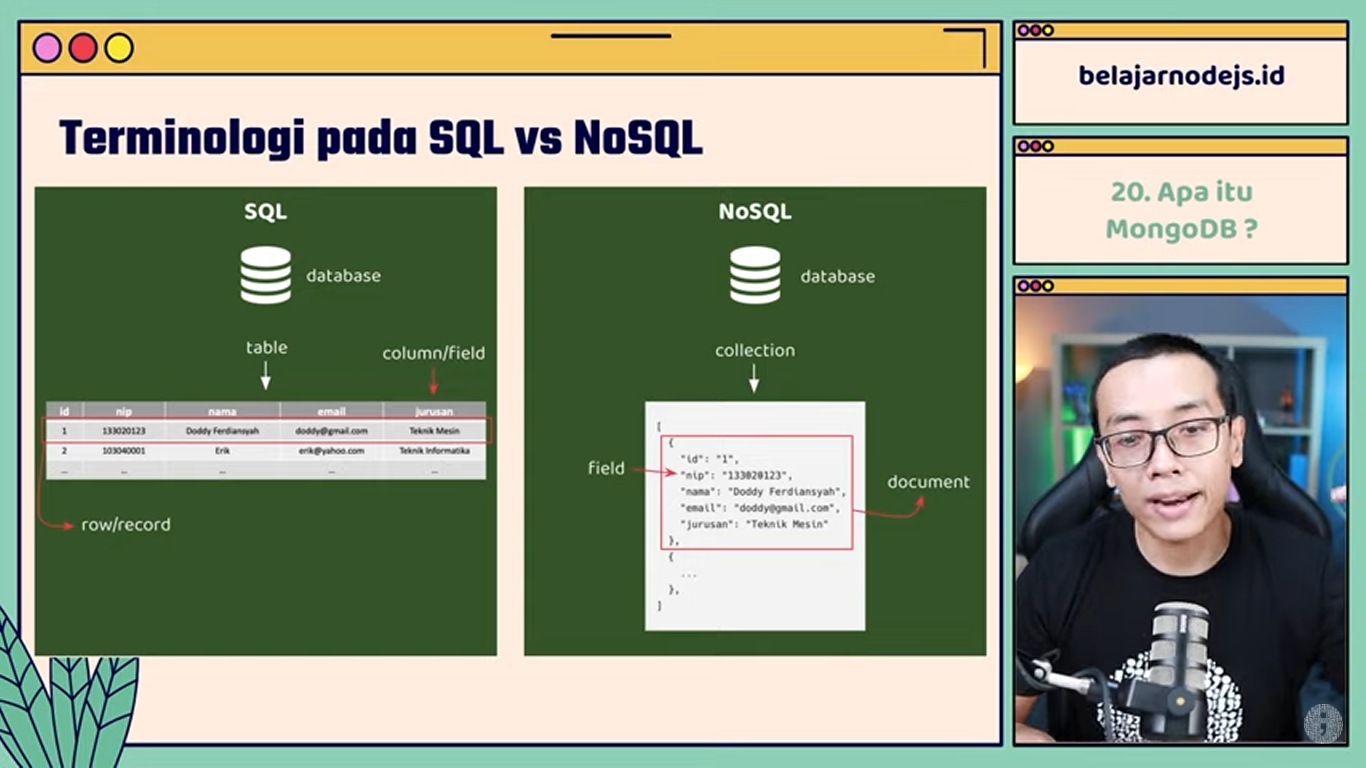 Terminologi pada SQL vs NoSQL
SQL
database
table
column/field
id nip nama email jurusan
1 133020123 Doddy Ferdiansyah doddy@gmail.com Teknik Mesin
2 103040001 Erik erik@yahoo.com Teknik Informatika
... ... ... ... ...
row/record
NoSQL
database
collection
[
{
"id": "1",
"nip": "133020123",
"nama": "Doddy Ferdiansyah",
"email": "doddy@gmail.com",
"jurusan": "Teknik Mesin"
},
{
...
},
]
field
document
belajarnodejs.id
20. Apa itu
MongoDB ?